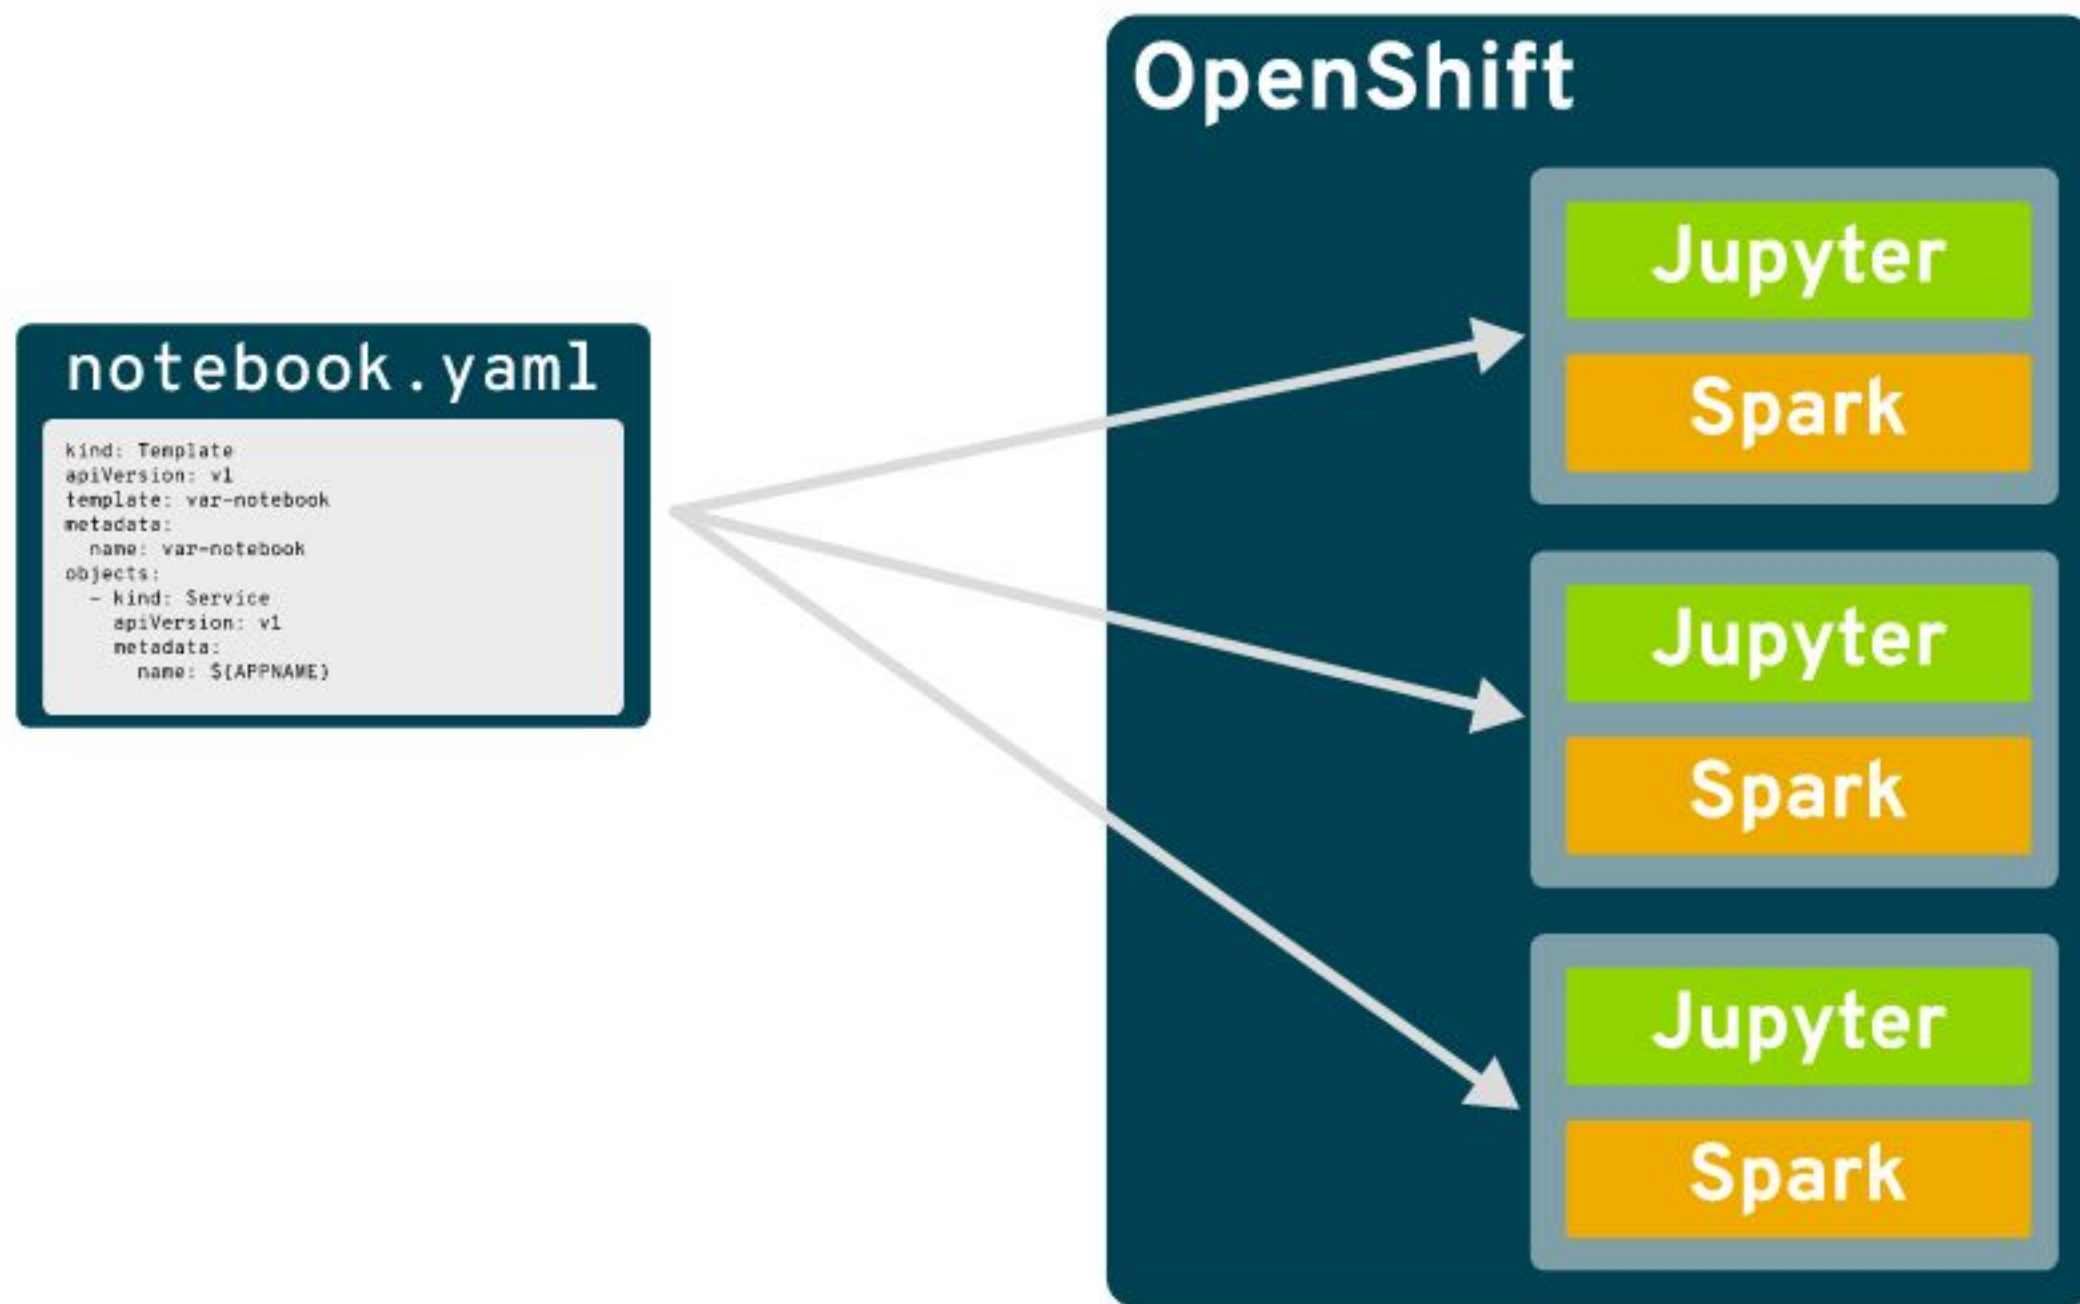 OpenShift
notebook.yaml
kind: Template
apiVersion: v1
template: var-notebook
metadata:
  name: var-notebook
objects:
  - kind: Service
    apiVersion: v1
    metadata:
      name: ${APPNAME}
Jupyter
Spark
Jupyter
Spark
Jupyter
Spark